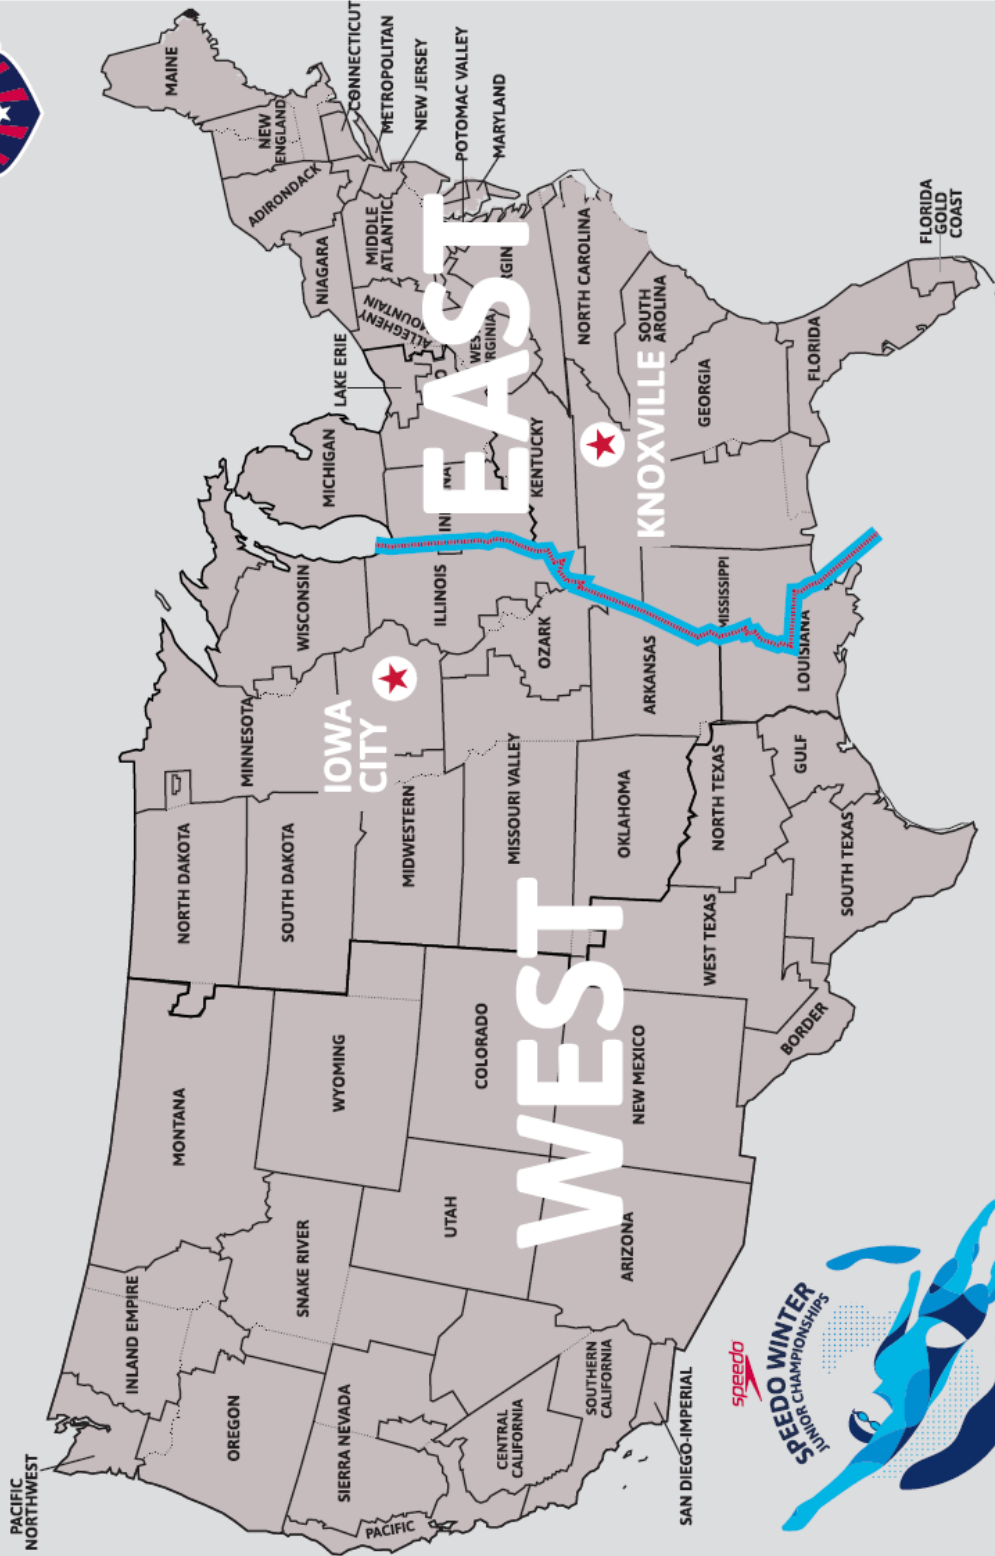 PACIFIC
NORTHWEST
INLAND EMPIRE
MONTANA
NORTH DAKOTA
MINNESOTA
MAINE
OREGON
SNAKE RIVER
WYOMING
SOUTH DAKOTA
WISCONSIN
MICHIGAN
NIAGARA
ADIRONDACK
NEW
ENGLAND
CONNECTICUT
METROPOLITAN
NEW JERSEY
POTOMAC VALLEY
MARYLAND
IOWA
CITY
LAKE ERIE
ALLEGHENY
MOUNTAIN
MIDDLE
ATLANTIC
SIERRA NEVADA
PACIFIC
UTAH
COLORADO
MIDWESTERN
MISSOURI VALLEY
ILLINOIS
EAST
KENTUCKY
OZARK
WEST
CENTRAL
CALIFORNIA
SOUTHERN
CALIFORNIA
SAN DIEGO-IMPERIAL
ARIZONA
NEW MEXICO
OKLAHOMA
ARKANSAS
KNOXVILLE
NORTH CAROLINA
SOUTH
AROLINA
WEST TEXAS
NORTH TEXAS
MISSISSIPPI
GEORGIA
BORDER
SOUTH TEXAS
GULF
LOUISIANA
FLORIDA
FLORIDA
GOLD
COAST
speedo
SPEEDO WINTER
JUNIOR CHAMPIONSHIPS